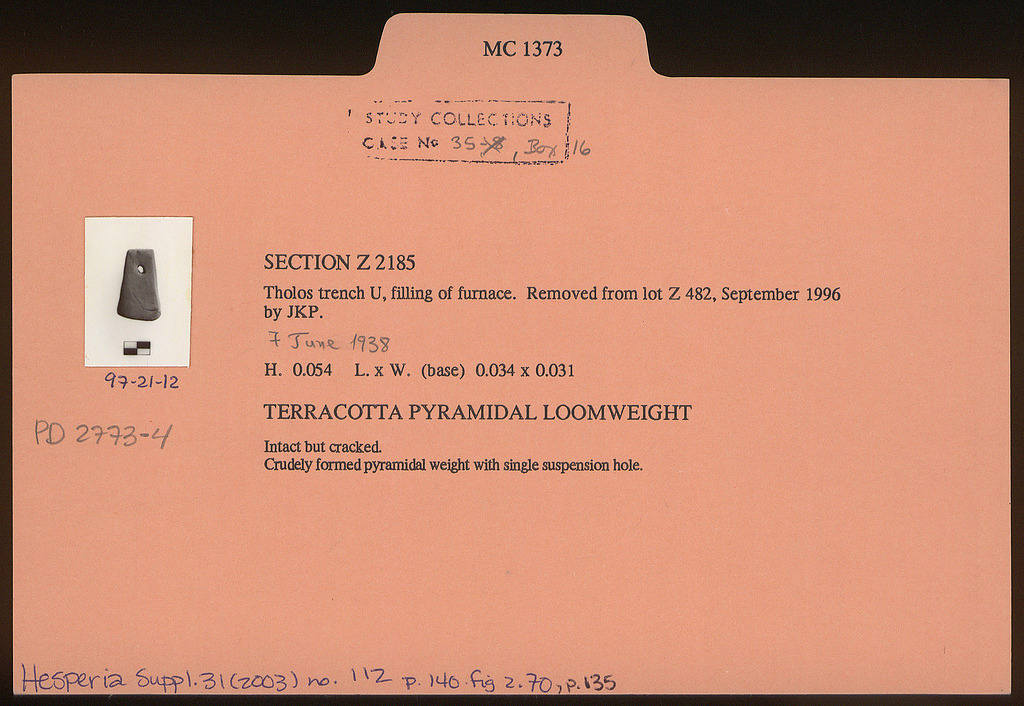 MC 1373
STUDY COLLECTIONS
CASE No 35 , Box 16
SECTION Z 2185
Tholos trench U, filling of furnace. Removed from lot Z 482, September 1996
by JKP.
7 June 1938
H. 0.054 L. x W. (base) 0.034 x 0.031
97-21-12
TERRACOTTA PYRAMIDAL LOOMWEIGHT
PD 2773-4
Intact but cracked.
Crudely formed pyramidal weight with single suspension hole.
Hesperia Suppl. 31 (2003) no. 112 p. 140 fig 2.70, p.135